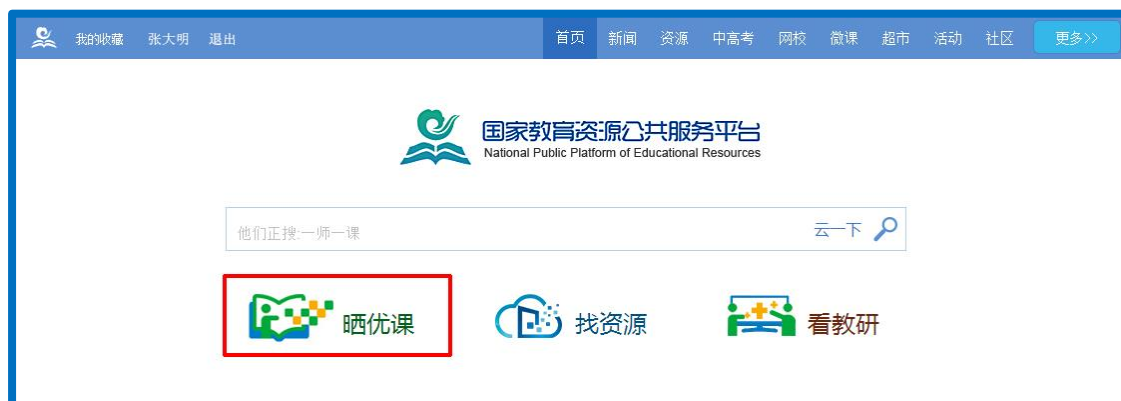 我的收藏 张大明 退出 首页 新闻 资源 中高考 网校 微课 超市 活动 社区 更多>>
国家教育资源公共服务平台
National Public Platform of Educational Resources
他们正搜:一师一课 云一下
晒优课 找资源 看教研